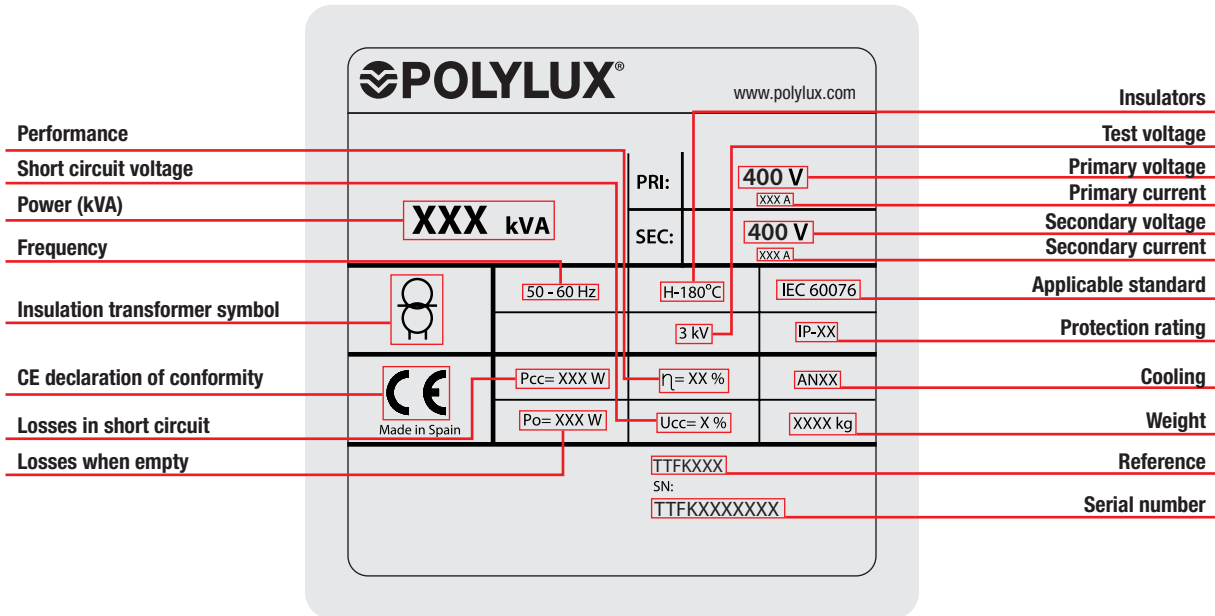 POLYLUX®
www.polylux.com
Performance
Short circuit voltage
Power (kVA)
Frequency
Insulation transformer symbol
CE declaration of conformity
Losses in short circuit
Losses when empty
XXX kVA
PRI:
400 V
XXX A
SEC:
400 V
XXX A
50 - 60 Hz
H-180°C
IEC 60076
3 kV
IP-XX
CE
Made in Spain
Pcc= XXX W
η= XX %
ANXX
Po= XXX W
Ucc= X %
XXXX kg
TTFKXXX
SN:
TTFKXXXXXXX
Insulators
Test voltage
Primary voltage
Primary current
Secondary voltage
Secondary current
Applicable standard
Protection rating
Cooling
Weight
Reference
Serial number